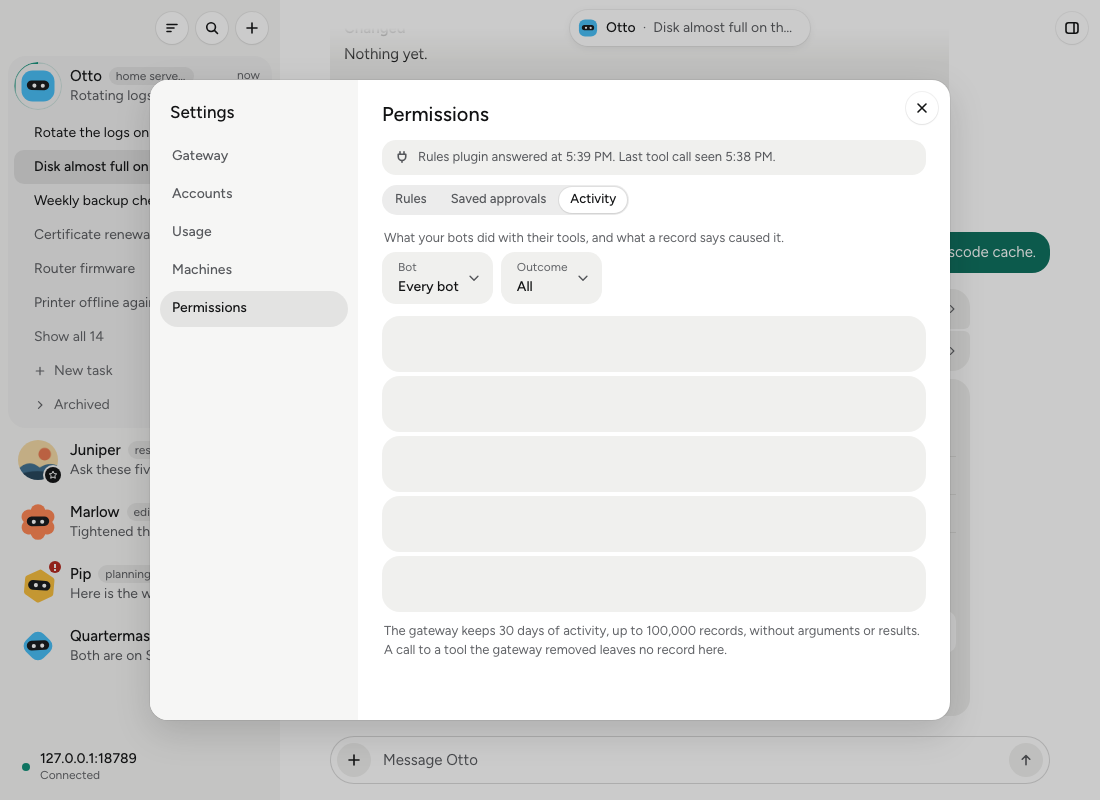 Otto · Disk almost full on th...
Nothing yet.
Otto home serve... now
Rotating logs
Rotate the logs on
Disk almost full on
Weekly backup che
Certificate renewa
Router firmware
Printer offline again
Show all 14
New task
Archived
Juniper res
Ask these fiv
Marlow edi
Tightened th
Pip planning
Here is the w
Quartermas
Both are on S
127.0.0.1:18789
Connected
Settings
Gateway
Accounts
Usage
Machines
Permissions
Permissions
Rules plugin answered at 5:39 PM. Last tool call seen 5:38 PM.
Rules Saved approvals Activity
What your bots did with their tools, and what a record says caused it.
Bot
Every bot
Outcome
All
The gateway keeps 30 days of activity, up to 100,000 records, without arguments or results.
A call to a tool the gateway removed leaves no record here.
scode cache.
Message Otto